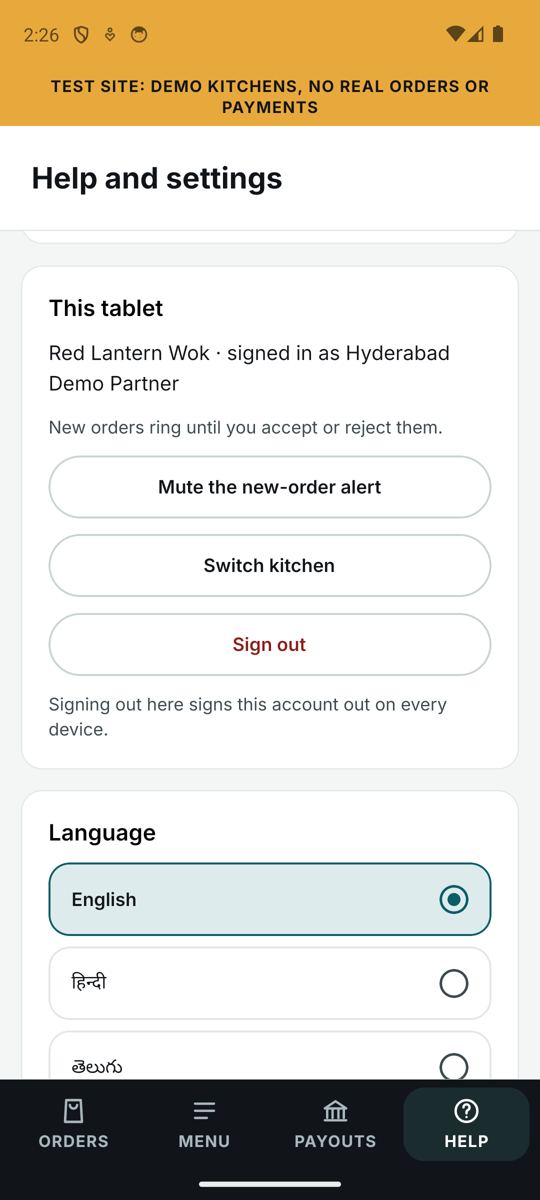 2:26
TEST SITE: DEMO KITCHENS, NO REAL ORDERS OR
PAYMENTS
Help and settings
This tablet
Red Lantern Wok · signed in as Hyderabad
Demo Partner
New orders ring until you accept or reject them.
Mute the new-order alert
Switch kitchen
Sign out
Signing out here signs this account out on every
device.
Language
English
हिन्दी
తెలుగు
ORDERS
MENU
PAYOUTS
HELP